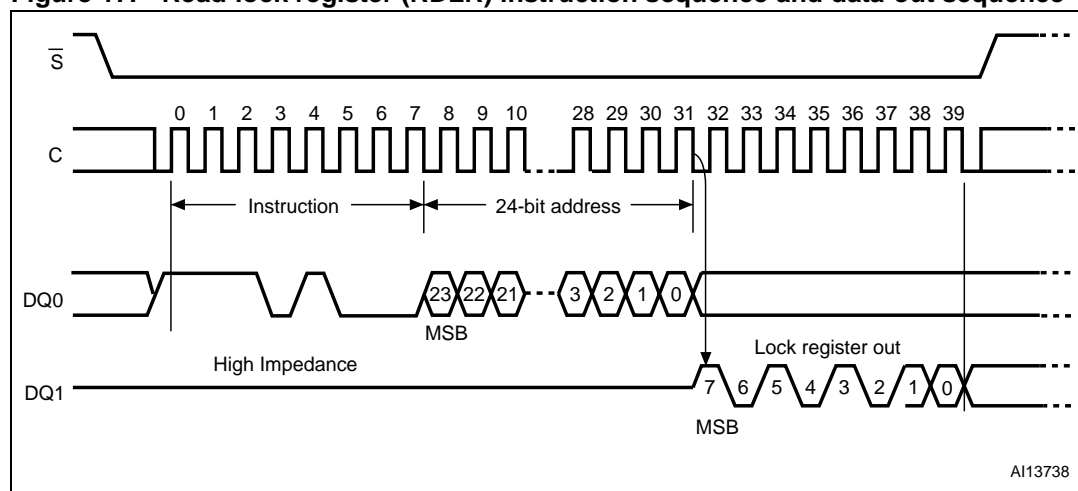 Figure 17. Read lock register (RDLR) instruction sequence and data-out sequence
S
0 1 2 3 4 5 6 7 8 9 10 28 29 30 31 32 33 34 35 36 37 38 39
C
Instruction 24-bit address
DQ0 23 22 21 3 2 1 0
MSB
High Impedance Lock register out
DQ1 7 6 5 4 3 2 1 0
MSB
AI13738